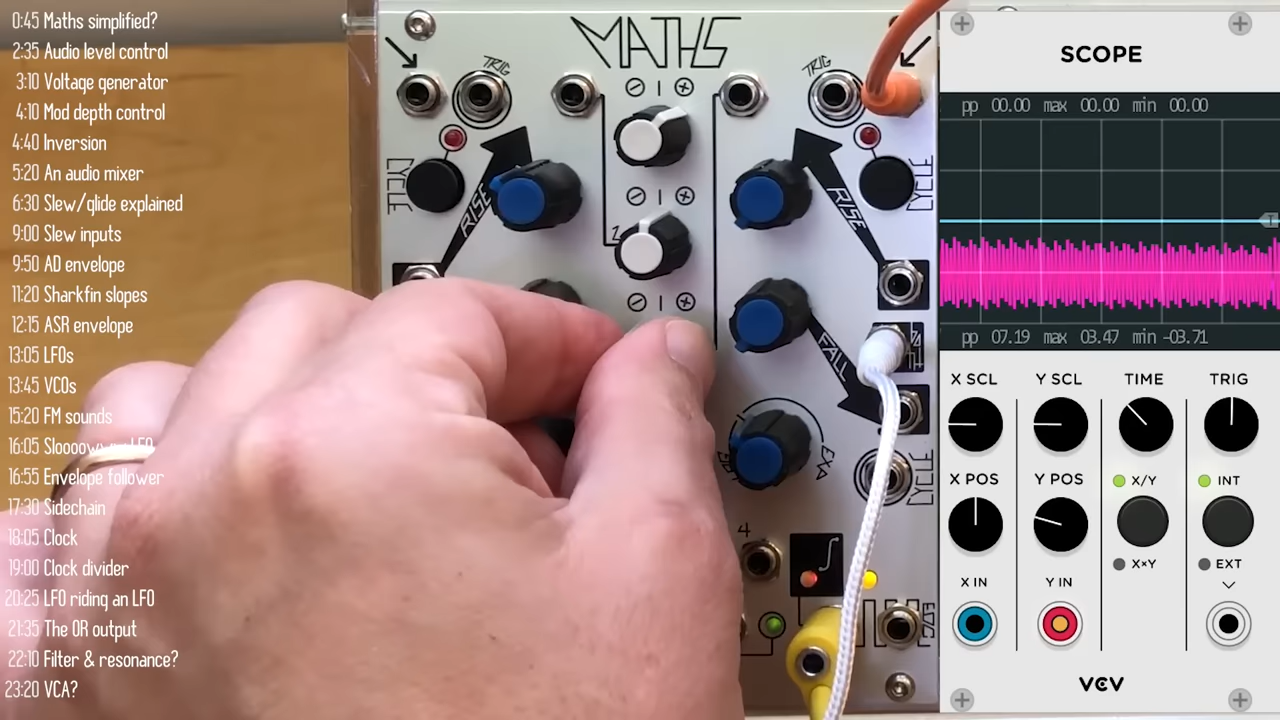 0:45 Maths simplified?
2:35 Audio level control
3:10 Voltage generator
4:10 Mod depth control
4:40 Inversion
5:20 An audio mixer
6:30 Slew/glide explained
9:00 Slew inputs
9:50 AD envelope
11:20 Sharkfin slopes
12:15 ASR envelope
13:05 LFOs
13:45 VCOs
15:20 FM sounds
16:05 Slooooww LFO
16:55 Envelope follower
17:30 Sidechain
18:05 Clock
19:00 Clock divider
20:25 LFO riding an LFO
21:35 The OR output
22:10 Filter & resonance?
23:20 VCA?
MATHS
TRIG
TRIG
CYCLE
RISE
2
RISE
CYCLE
FALL
CYCLE
4
SCOPE
pp 00.00 max 00.00 min 00.00
T
pp 07.19 max 03.47 min -03.71
X SCL Y SCL TIME TRIG
X POS Y POS X/Y INT
X×Y EXT
X IN Y IN
VCV